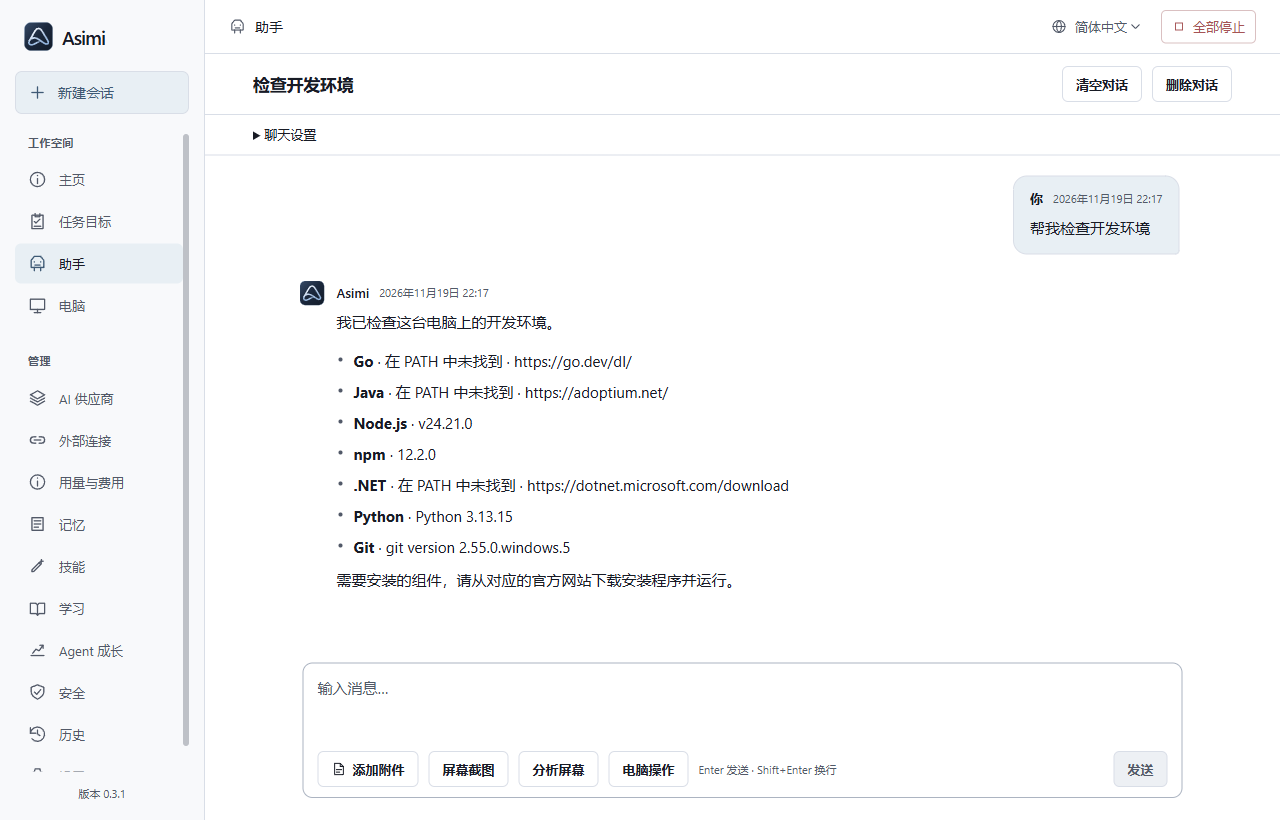 Asimi
新建会话
工作空间
主页
任务目标
助手
电脑
管理
AI 供应商
外部连接
用量与费用
记忆
技能
学习
Agent 成长
安全
历史
版本 0.3.1
助手
简体中文
全部停止
检查开发环境
清空对话
删除对话
聊天设置
你 2026年11月19日 22:17
帮我检查开发环境
Asimi 2026年11月19日 22:17
我已检查这台电脑上的开发环境。
Go · 在 PATH 中未找到 · https://go.dev/dl/
Java · 在 PATH 中未找到 · https://adoptium.net/
Node.js · v24.21.0
npm · 12.2.0
.NET · 在 PATH 中未找到 · https://dotnet.microsoft.com/download
Python · Python 3.13.15
Git · git version 2.55.0.windows.5
需要安装的组件，请从对应的官方网站下载安装程序并运行。
输入消息...
添加附件
屏幕截图
分析屏幕
电脑操作
Enter 发送 · Shift+Enter 换行
发送